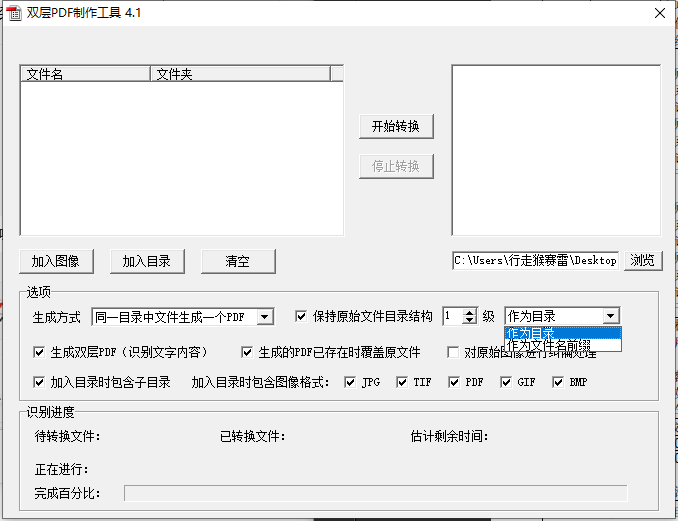 双层PDF制作工具 4.1
文件名 文件夹
开始转换
停止转换
加入图像 加入目录 清空 C:\Users\行走猴赛雷\Desktop 浏览
选项
生成方式 同一目录中文件生成一个PDF 保持原始文件目录结构 1 级 作为目录
作为目录
作为文件名前缀
生成双层PDF（识别文字内容） 生成的PDF已存在时覆盖原文件 对原始图像进行纠偏处理
加入目录时包含子目录 加入目录时包含图像格式： JPG TIF PDF GIF BMP
识别进度
待转换文件： 已转换文件： 估计剩余时间：
正在进行：
完成百分比：